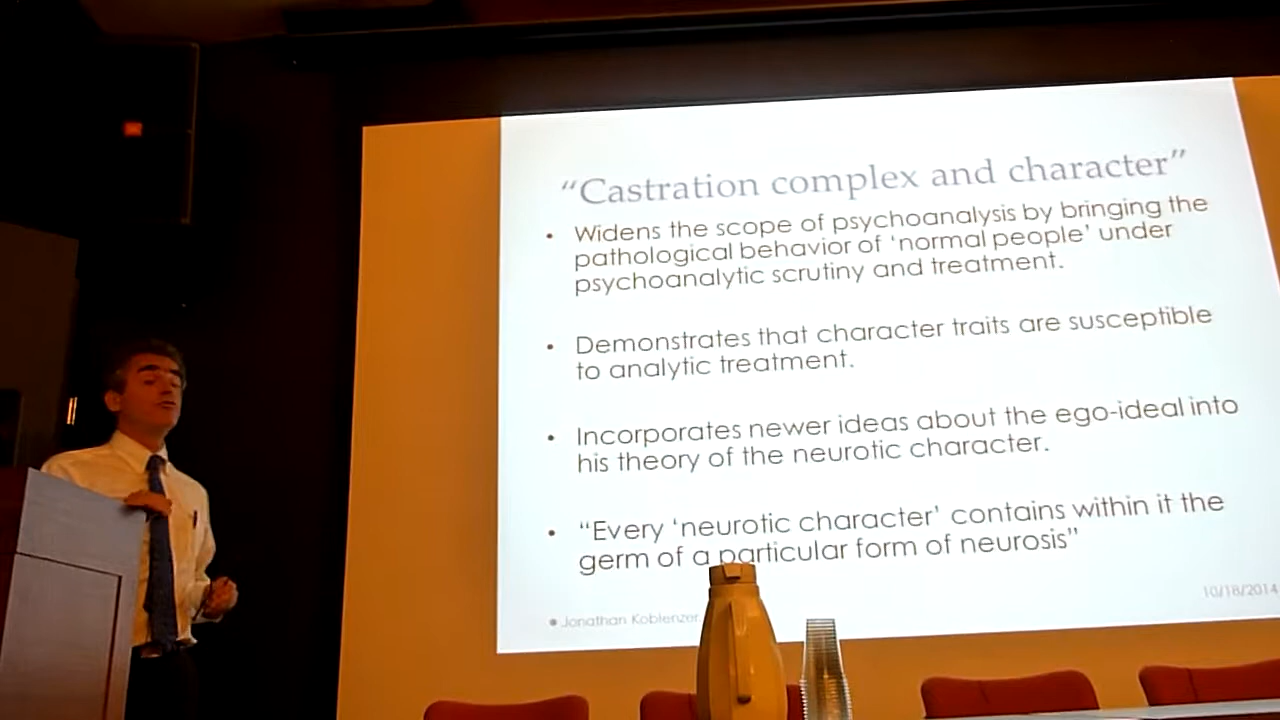 “Castration complex and character”
• Widens the scope of psychoanalysis by bringing the
pathological behavior of ‘normal people’ under
psychoanalytic scrutiny and treatment.
• Demonstrates that character traits are susceptible
to analytic treatment.
• Incorporates newer ideas about the ego-ideal into
his theory of the neurotic character.
• “Every ‘neurotic character’ contains within it the
germ of a particular form of neurosis”
• Jonathan Koblenzer
10/18/2014